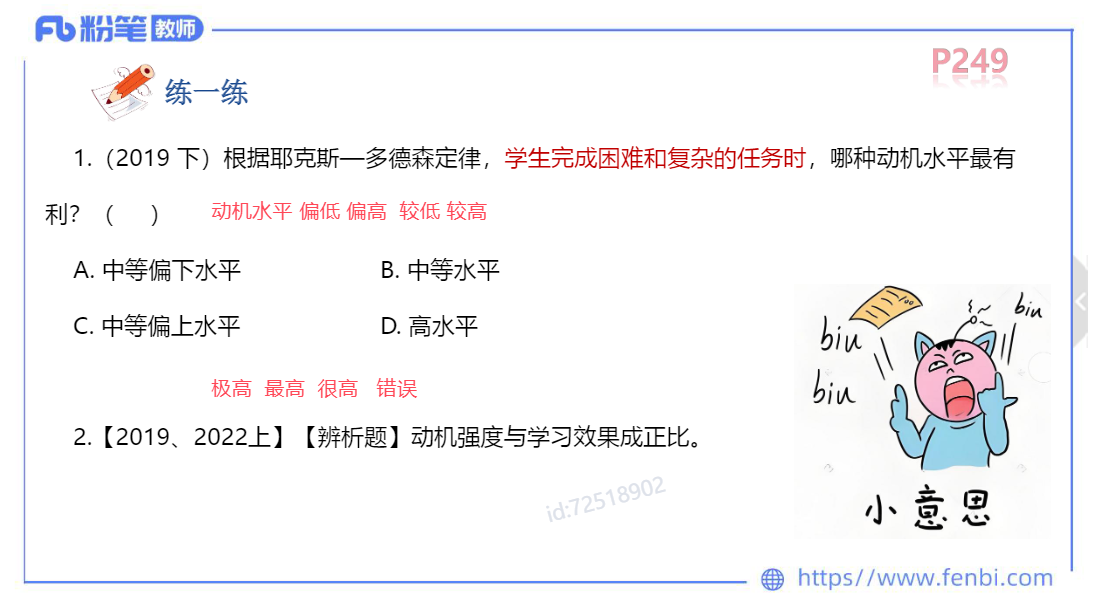 粉笔 教师
P249
练一练
1.（2019 下）根据耶克斯—多德森定律，学生完成困难和复杂的任务时，哪种动机水平最有
利？（ ） 动机水平 偏低 偏高 较低 较高
A. 中等偏下水平 B. 中等水平
C. 中等偏上水平 D. 高水平
极高 最高 很高 错误
2.【2019、2022上】【辨析题】动机强度与学习效果成正比。
biu
biu
biu
小意思
id:72518902
https//www.fenbi.com